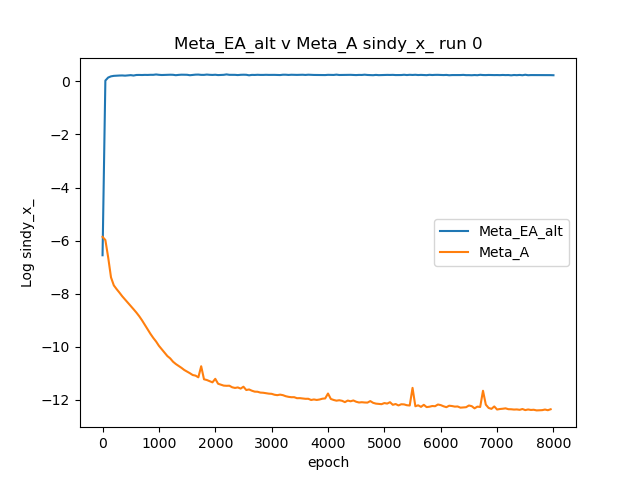 Meta_EA_alt v Meta_A sindy_x_ run 0
Log sindy_x_
0
−2
−4
−6
−8
−10
−12
Meta_EA_alt
Meta_A
0 1000 2000 3000 4000 5000 6000 7000 8000
epoch